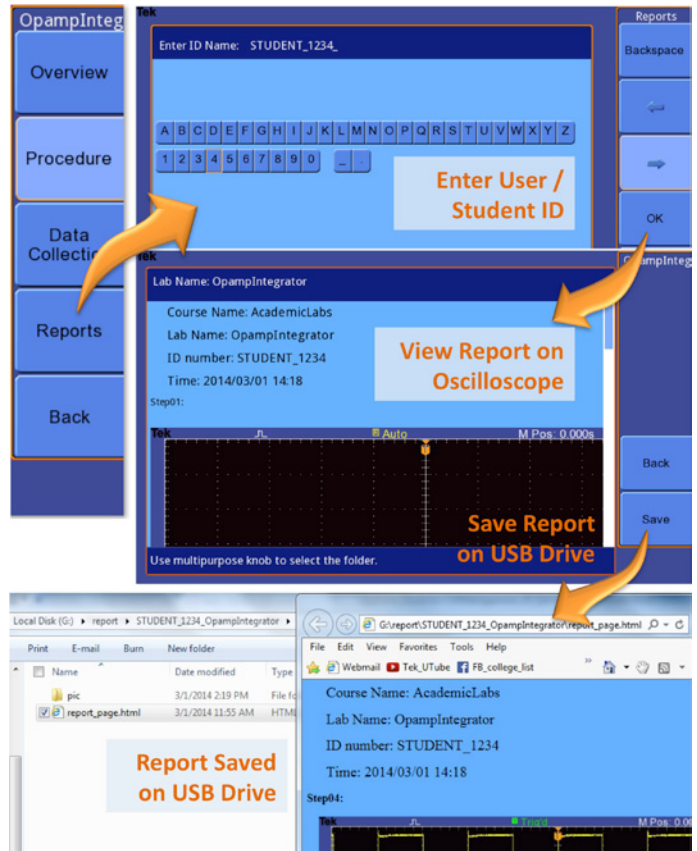 OpampInteg
Overview
Procedure
Data
Collectio
Reports
Back
Tek
Enter ID Name: STUDENT_1234_
A B C D E F G H I J K L M N O P Q R S T U V W X Y Z
1 2 3 4 5 6 7 8 9 0 _ .
Enter User /
Student ID
Reports
Backspace
OK
Tek
Lab Name: OpampIntegrator
Course Name: AcademicLabs
Lab Name: OpampIntegrator
ID number: STUDENT_1234
Time: 2014/03/01 14:18
Step01:
View Report on
Oscilloscope
Tek Auto M Pos: 0.000s
Save Report
on USB Drive
Use multipurpose knob to select the folder.
OpampInteg
Back
Save
Local Disk (G:) report STUDENT_1234_OpampIntegrator
Print E-mail Burn New folder
Name Date modified Type
pic 3/1/2014 2:19 PM File fo
report_page.html 3/1/2014 11:55 AM HTML
Report Saved
on USB Drive
G:\report\STUDENT_1234_OpampIntegrator\report_page.html
File Edit View Favorites Tools Help
Webmail Tek_UTube FB_college_list
Course Name: AcademicLabs
Lab Name: OpampIntegrator
ID number: STUDENT_1234
Time: 2014/03/01 14:18
Step04:
Tek Trig'd M Pos: 0.00